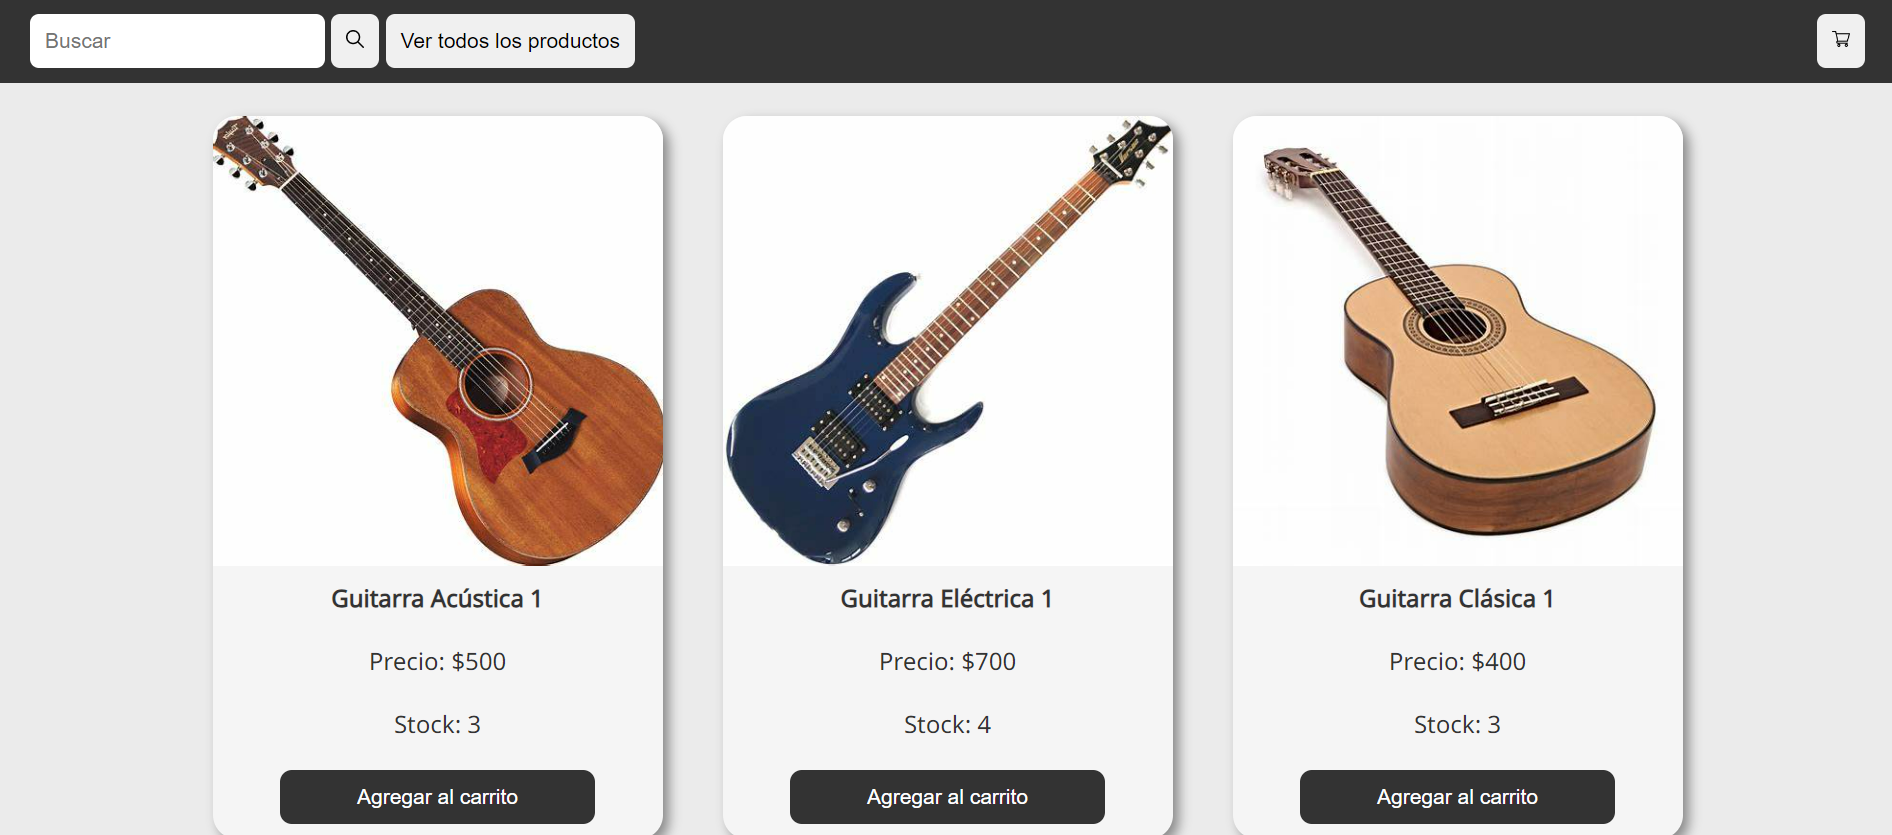 Buscar
Ver todos los productos
Guitarra Acústica 1
Precio: $500
Stock: 3
Agregar al carrito
Guitarra Eléctrica 1
Precio: $700
Stock: 4
Agregar al carrito
Guitarra Clásica 1
Precio: $400
Stock: 3
Agregar al carrito